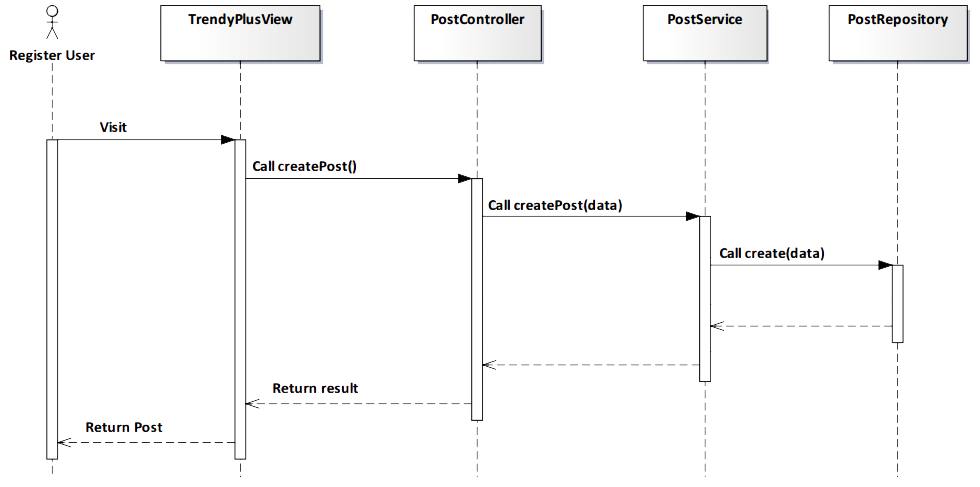 TrendyPlusView
PostController
PostService
PostRepository
Register User
Visit
Call createPost()
Call createPost(data)
Call create(data)
Return result
Return Post